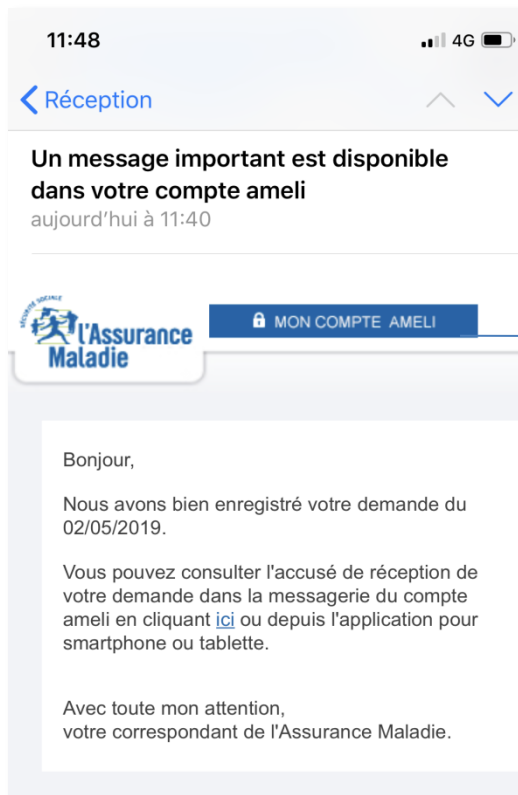 11:48
4G
Réception
Un message important est disponible
dans votre compte ameli
aujourd'hui à 11:40
SÉCURITÉ SOCIALE
l'Assurance
Maladie
MON COMPTE AMELI
Bonjour,
Nous avons bien enregistré votre demande du
02/05/2019.
Vous pouvez consulter l'accusé de réception de
votre demande dans la messagerie du compte
ameli en cliquant ici ou depuis l'application pour
smartphone ou tablette.
Avec toute mon attention,
votre correspondant de l'Assurance Maladie.